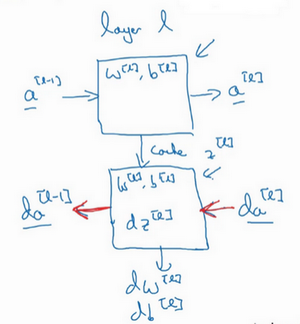 layer l
w^[l], b^[l]
a^[l-1]
a^[l]
cache z^[l]
w^[l], b^[l]
da^[l-1]
dz^[l]
da^[l]
dw^[l]
db^[l]